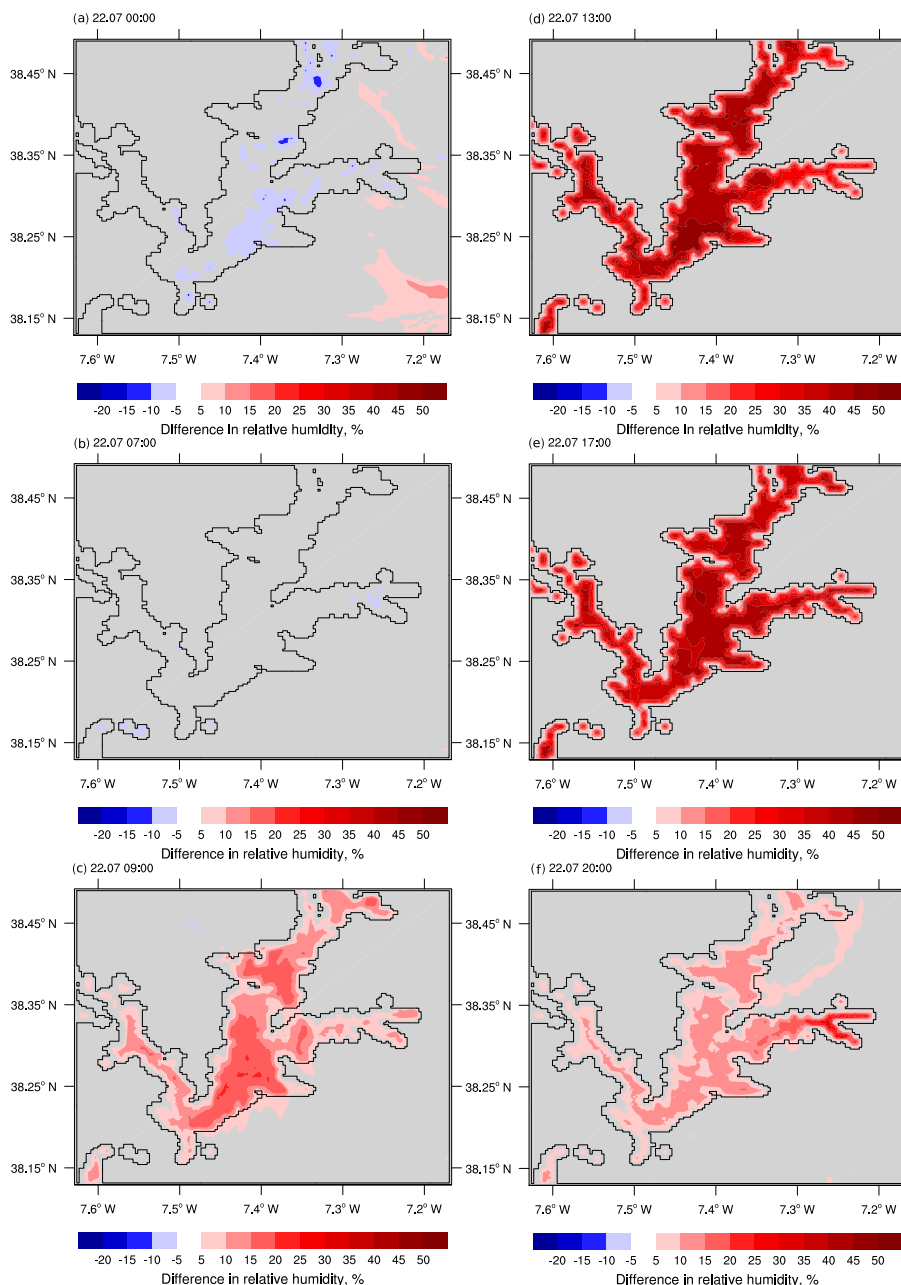 (a) 22.07 00:00
38.45° N
38.35° N
38.25° N
38.15° N
7.6° W 7.5° W 7.4° W 7.3° W 7.2° W
-20 -15 -10 -5 5 10 15 20 25 30 35 40 45 50
Difference in relative humidity, %
(d) 22.07 13:00
38.45° N
38.35° N
38.25° N
38.15° N
7.6° W 7.5° W 7.4° W 7.3° W 7.2° W
-20 -15 -10 -5 5 10 15 20 25 30 35 40 45 50
Difference in relative humidity, %
(b) 22.07 07:00
38.45° N
38.35° N
38.25° N
38.15° N
7.6° W 7.5° W 7.4° W 7.3° W 7.2° W
-20 -15 -10 -5 5 10 15 20 25 30 35 40 45 50
Difference in relative humidity, %
(e) 22.07 17:00
38.45° N
38.35° N
38.25° N
38.15° N
7.6° W 7.5° W 7.4° W 7.3° W 7.2° W
-20 -15 -10 -5 5 10 15 20 25 30 35 40 45 50
Difference in relative humidity, %
(c) 22.07 09:00
38.45° N
38.35° N
38.25° N
38.15° N
7.6° W 7.5° W 7.4° W 7.3° W 7.2° W
-20 -15 -10 -5 5 10 15 20 25 30 35 40 45 50
Difference in relative humidity, %
(f) 22.07 20:00
38.45° N
38.35° N
38.25° N
38.15° N
7.6° W 7.5° W 7.4° W 7.3° W 7.2° W
-20 -15 -10 -5 5 10 15 20 25 30 35 40 45 50
Difference in relative humidity, %